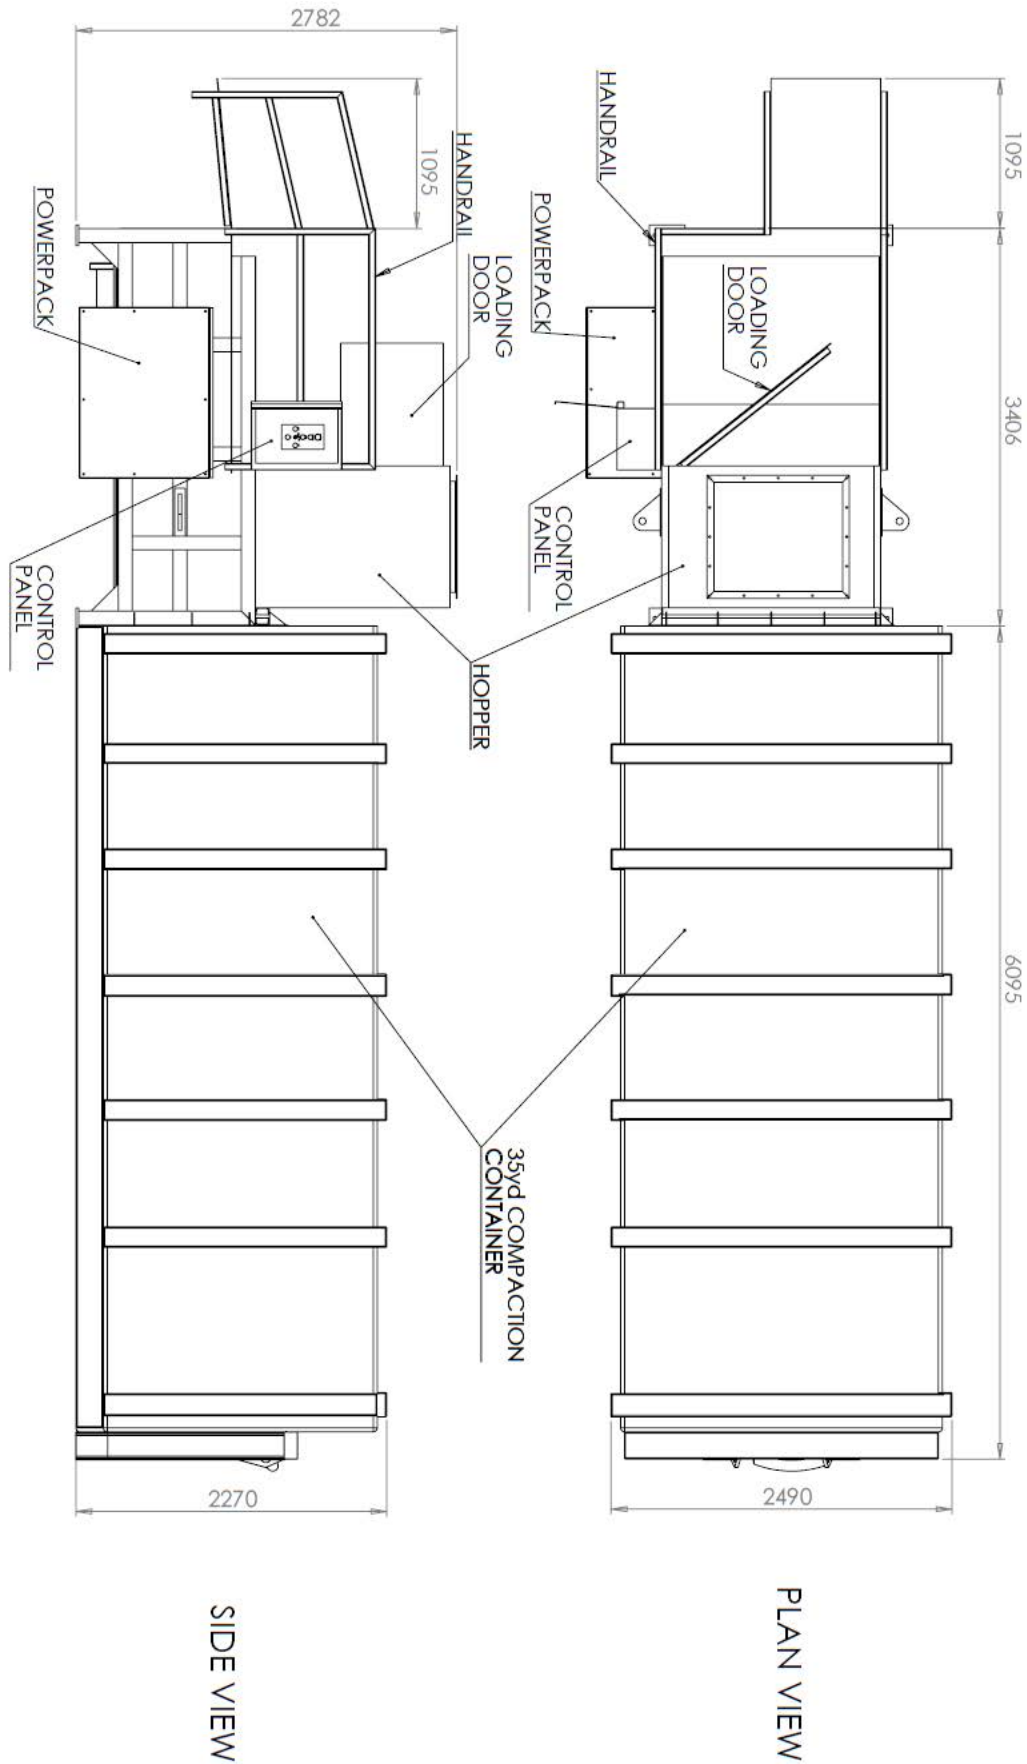 1095
3406
6095
HANDRAIL
POWERPACK
LOADING
DOOR
CONTROL
PANEL
2490
PLAN VIEW
HOPPER
35yd COMPACTION
CONTAINER
2782
1095
HANDRAIL
LOADING
DOOR
POWERPACK
CONTROL
PANEL
2270
SIDE VIEW